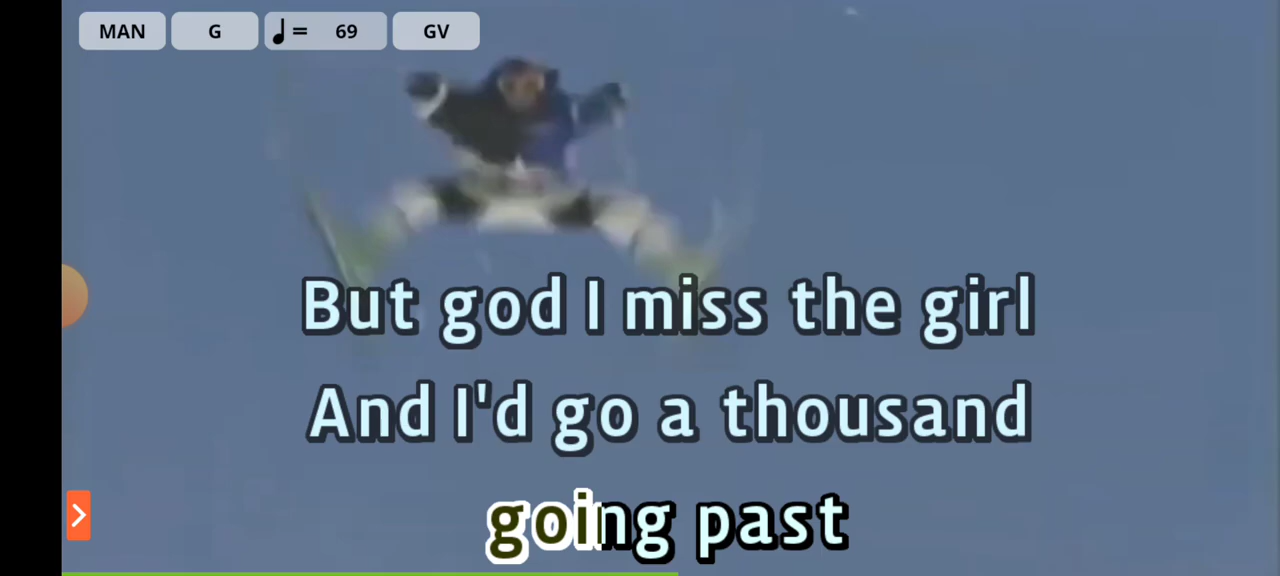 MAN G ♩ = 69 GV
But god I miss the girl
And I'd go a thousand
going past